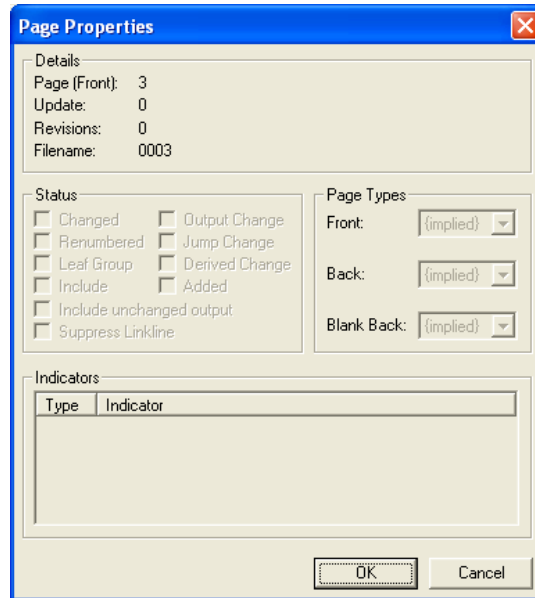 Page Properties
Details
Page (Front): 3
Update: 0
Revisions: 0
Filename: 0003
Status
Changed Output Change
Renumbered Jump Change
Leaf Group Derived Change
Include Added
Include unchanged output
Suppress Linkline
Page Types
Front: {implied}
Back: {implied}
Blank Back: {implied}
Indicators
Type Indicator
OK Cancel